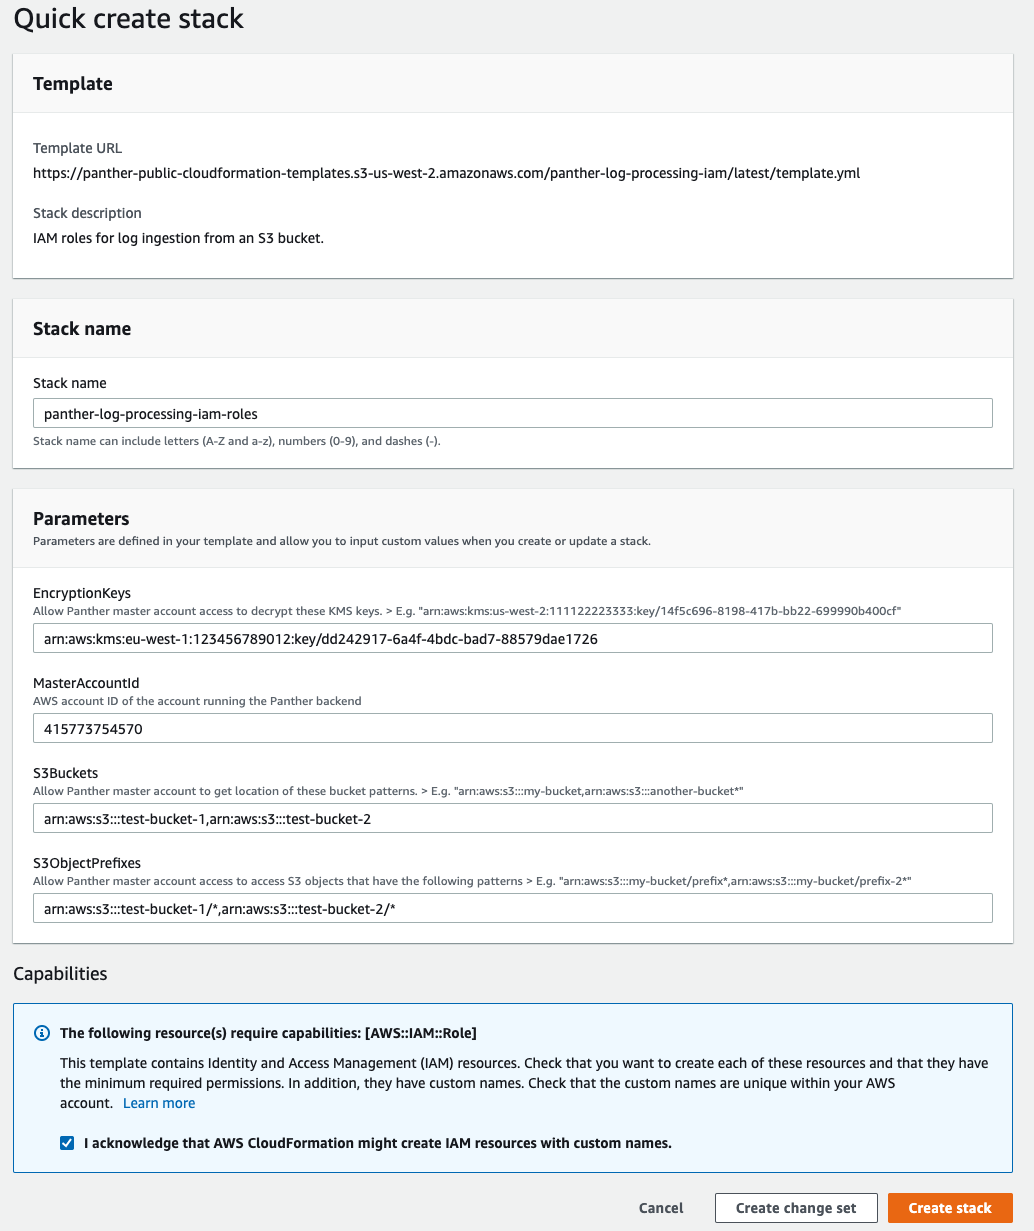 Quick create stack
Template
Template URL
https://panther-public-cloudformation-templates.s3-us-west-2.amazonaws.com/panther-log-processing-iam/latest/template.yml
Stack description
IAM roles for log ingestion from an S3 bucket.
Stack name
Stack name
panther-log-processing-iam-roles
Stack name can include letters (A-Z and a-z), numbers (0-9), and dashes (-).
Parameters
Parameters are defined in your template and allow you to input custom values when you create or update a stack.
EncryptionKeys
Allow Panther master account access to decrypt these KMS keys. > E.g. "arn:aws:kms:us-west-2:111122223333:key/14f5c696-8198-417b-bb22-699990b400cf"
arn:aws:kms:eu-west-1:123456789012:key/dd242917-6a4f-4bdc-bad7-88579dae1726
MasterAccountId
AWS account ID of the account running the Panther backend
415773754570
S3Buckets
Allow Panther master account to get location of these bucket patterns. > E.g. "arn:aws:s3:::my-bucket,arn:aws:s3:::another-bucket*"
arn:aws:s3:::test-bucket-1,arn:aws:s3:::test-bucket-2
S3ObjectPrefixes
Allow Panther master account access to access S3 objects that have the following patterns > E.g. "arn:aws:s3:::my-bucket/prefix*,arn:aws:s3:::my-bucket/prefix-2*"
arn:aws:s3:::test-bucket-1/*,arn:aws:s3:::test-bucket-2/*
Capabilities
The following resource(s) require capabilities: [AWS::IAM::Role]
This template contains Identity and Access Management (IAM) resources. Check that you want to create each of these resources and that they have
the minimum required permissions. In addition, they have custom names. Check that the custom names are unique within your AWS
account. Learn more
I acknowledge that AWS CloudFormation might create IAM resources with custom names.
Cancel Create change set Create stack